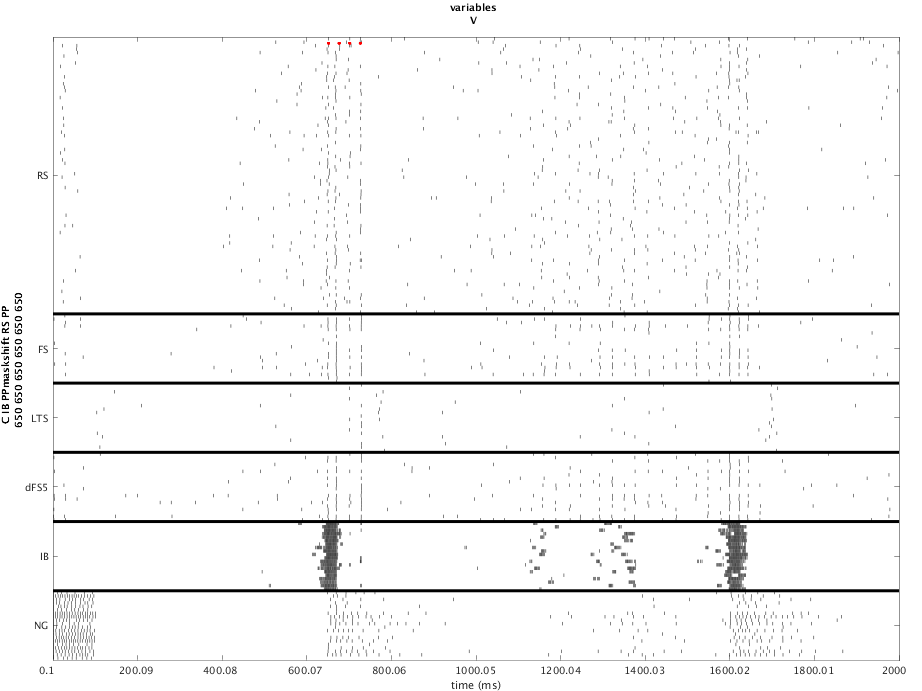 variables
V
RS
FS
LTS
dFS5
IB
NG
C IB PPmaskshift RS PP
650 650 650 650 650 650
0.1 200.09 400.08 600.07 800.06 1000.05 1200.04 1400.03 1600.02 1800.01 2000
time (ms)